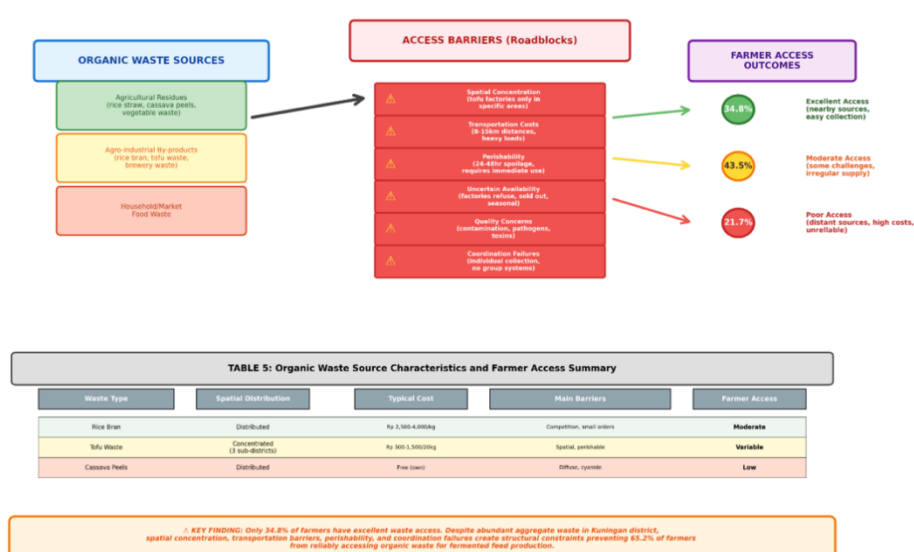 ORGANIC WASTE SOURCES
Agricultural Residues
(rice straw, cassava peels,
vegetable waste)
Agro-industrial By-products
(rice bran, tofu waste,
brewery waste)
Household/Market
Food Waste
ACCESS BARRIERS (Roadblocks)
Spatial Concentration
(tofu factories only in
specific areas)
Transportation Costs
(8-15km distances,
heavy loads)
Perishability
(24-48hr spoilage,
requires immediate use)
Uncertain Availability
(factories refuse, sold out,
seasonal)
Quality Concerns
(contamination, pathogens,
toxins)
Coordination Failures
(individual collection,
no group systems)
FARMER ACCESS
OUTCOMES
34.8%
Excellent Access
(nearby sources,
easy collection)
43.5%
Moderate Access
(some challenges,
irregular supply)
21.7%
Poor Access
(distant sources, high costs,
unreliable)
TABLE 5: Organic Waste Source Characteristics and Farmer Access Summary
Waste Type Spatial Distribution Typical Cost Main Barriers Farmer Access
Rice Bran Distributed Rp 2,500-4,000/kg Competition, small orders Moderate
Tofu Waste Concentrated
(3 sub-districts) Rp 500-1,500/20kg Spatial, perishable Variable
Cassava Peels Distributed Free (own) Diffuse, cyanide Low
⚠ KEY FINDING: Only 34.8% of farmers have excellent waste access. Despite abundant aggregate waste in Kuningan district,
spatial concentration, transportation barriers, perishability, and coordination failures create structural constraints preventing 65.2% of farmers
from reliably accessing organic waste for fermented feed production.